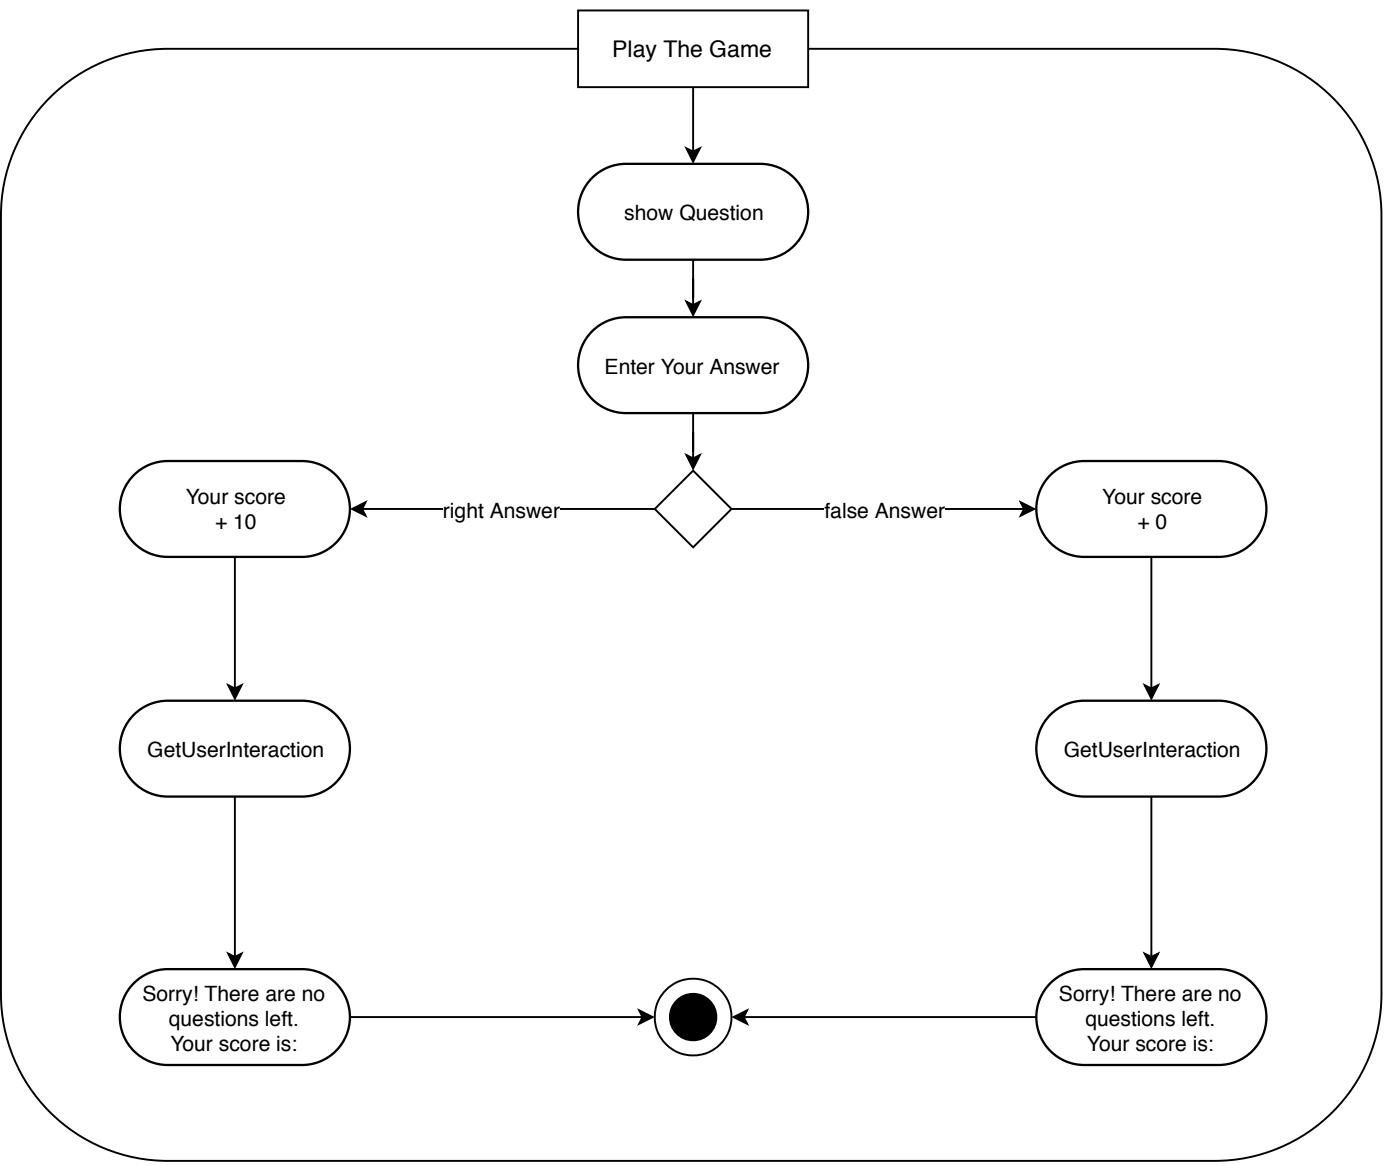 Play The Game
show Question
Enter Your Answer
Your score
+ 10
right Answer
false Answer
Your score
+ 0
GetUserInteraction
GetUserInteraction
Sorry! There are no
questions left.
Your score is:
Sorry! There are no
questions left.
Your score is: